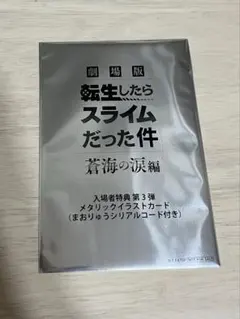 劇場版
転生したら
スライム
だった件
蒼海の涙編
入場者特典 第3弾
メタリックイラストカード
(まおりゅうシリアルコード付き)